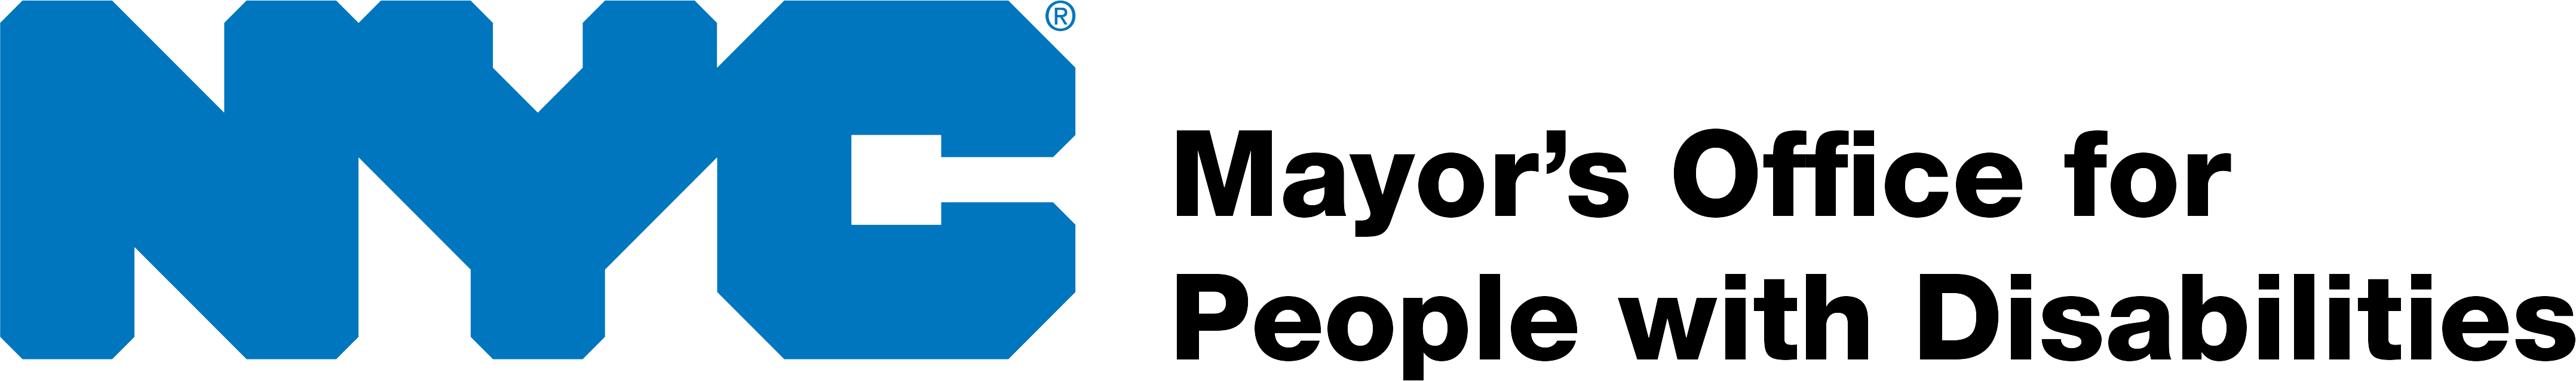 NYC®
Mayor’s Office for
People with Disabilities